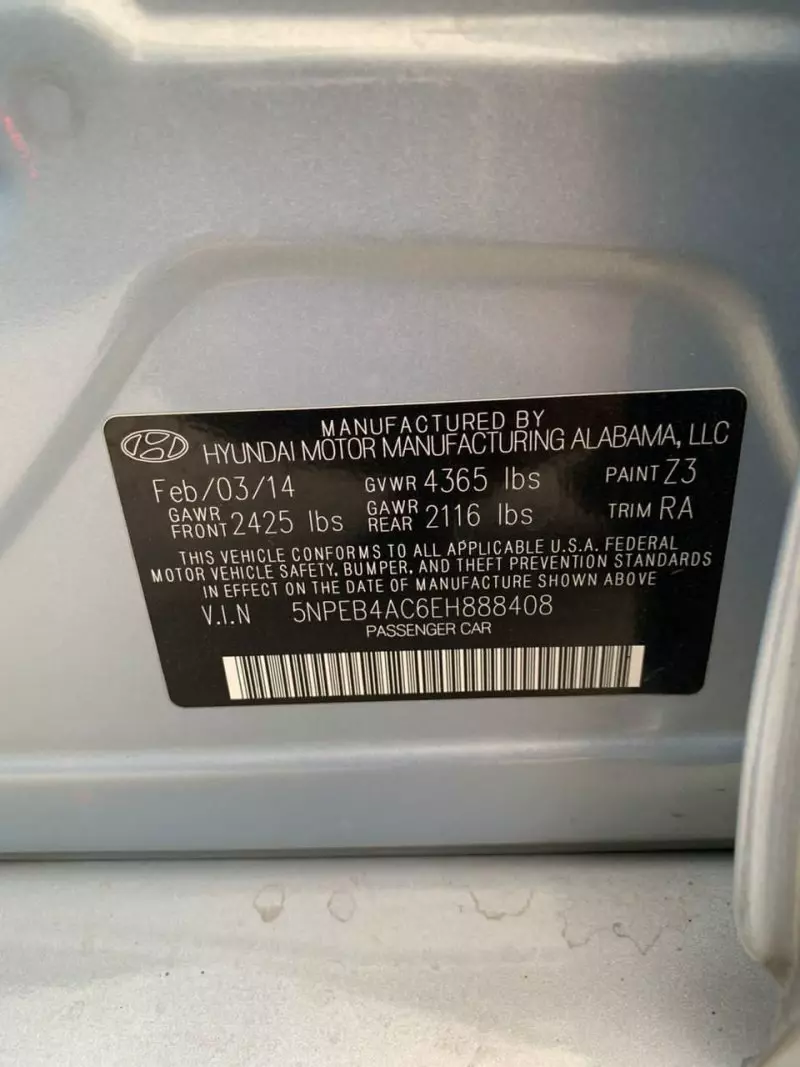 MANUFACTURED BY
HYUNDAI MOTOR MANUFACTURING ALABAMA, LLC
Feb/03/14 GVWR 4365 lbs PAINT Z3
GAWR FRONT 2425 lbs GAWR REAR 2116 lbs TRIM RA
THIS VEHICLE CONFORMS TO ALL APPLICABLE U.S.A. FEDERAL
MOTOR VEHICLE SAFETY, BUMPER, AND THEFT PREVENTION STANDARDS
IN EFFECT ON THE DATE OF MANUFACTURE SHOWN ABOVE
V.I.N 5NPEB4AC6EH888408
PASSENGER CAR